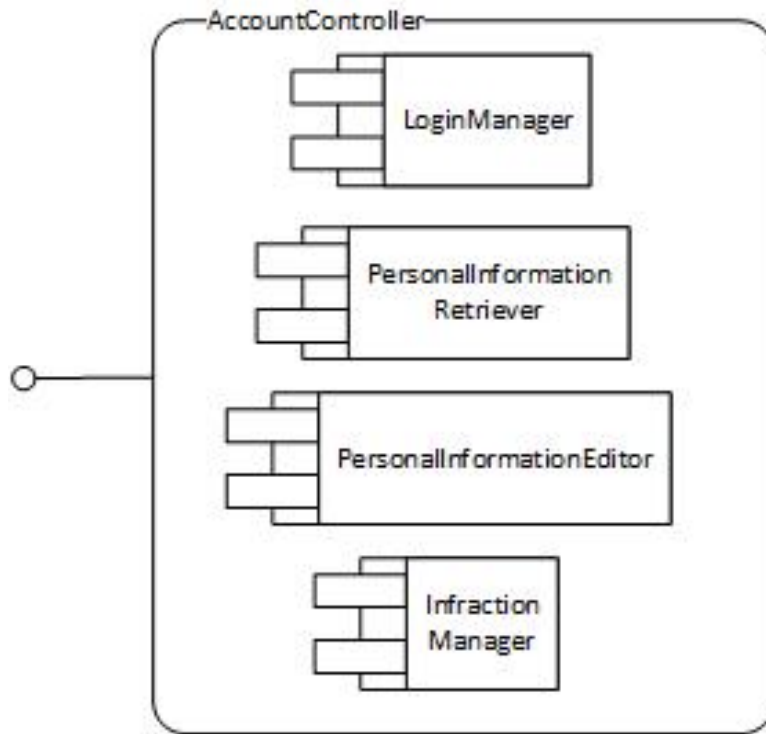 AccountController
LoginManager
PersonalInformation
Retriever
PersonalInformationEditor
Infraction
Manager